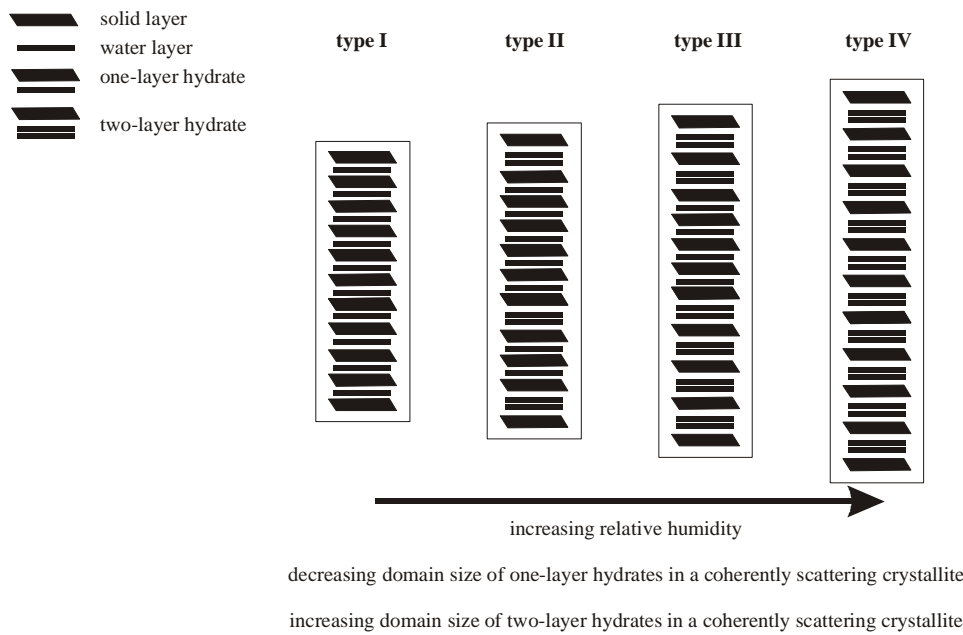 solid layer
water layer
one-layer hydrate
two-layer hydrate
type I
type II
type III
type IV
increasing relative humidity
decreasing domain size of one-layer hydrates in a coherently scattering crystallite
increasing domain size of two-layer hydrates in a coherently scattering crystallite